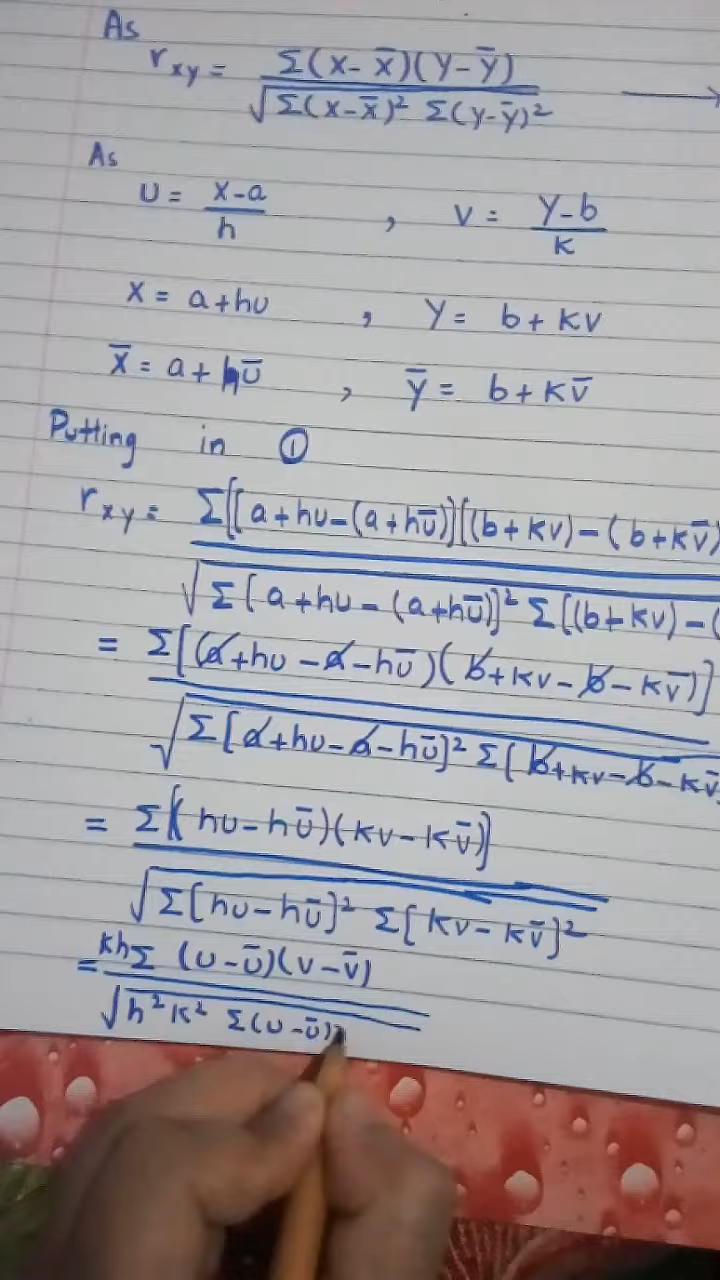 As
r_xy = Σ(X-X̄)(Y-Ȳ) / √Σ(X-X̄)² Σ(Y-Ȳ)² →
As
U = X-a / h , V = Y-b / K
X = a+hU , Y = b+KV
X̄ = a+hŪ , Ȳ = b+KV̄
Putting in ①
r_xy = Σ[[a+hU-(a+hŪ)][(b+KV)-(b+KV̄) / √Σ[a+hU-(a+hŪ)]² Σ[(b+KV)-(
= Σ[(a+hU-a-hŪ)(b+KV-b-KV̄)] / √Σ[a+hU-a-hŪ]² Σ[b+KV-b-KV̄
= Σ[(hU-hŪ)(KV-KV̄)] / √Σ[hU-hŪ]² Σ[KV-KV̄]²
= KhΣ (U-Ū)(V-V̄) / √h²K² Σ(U-Ū)²